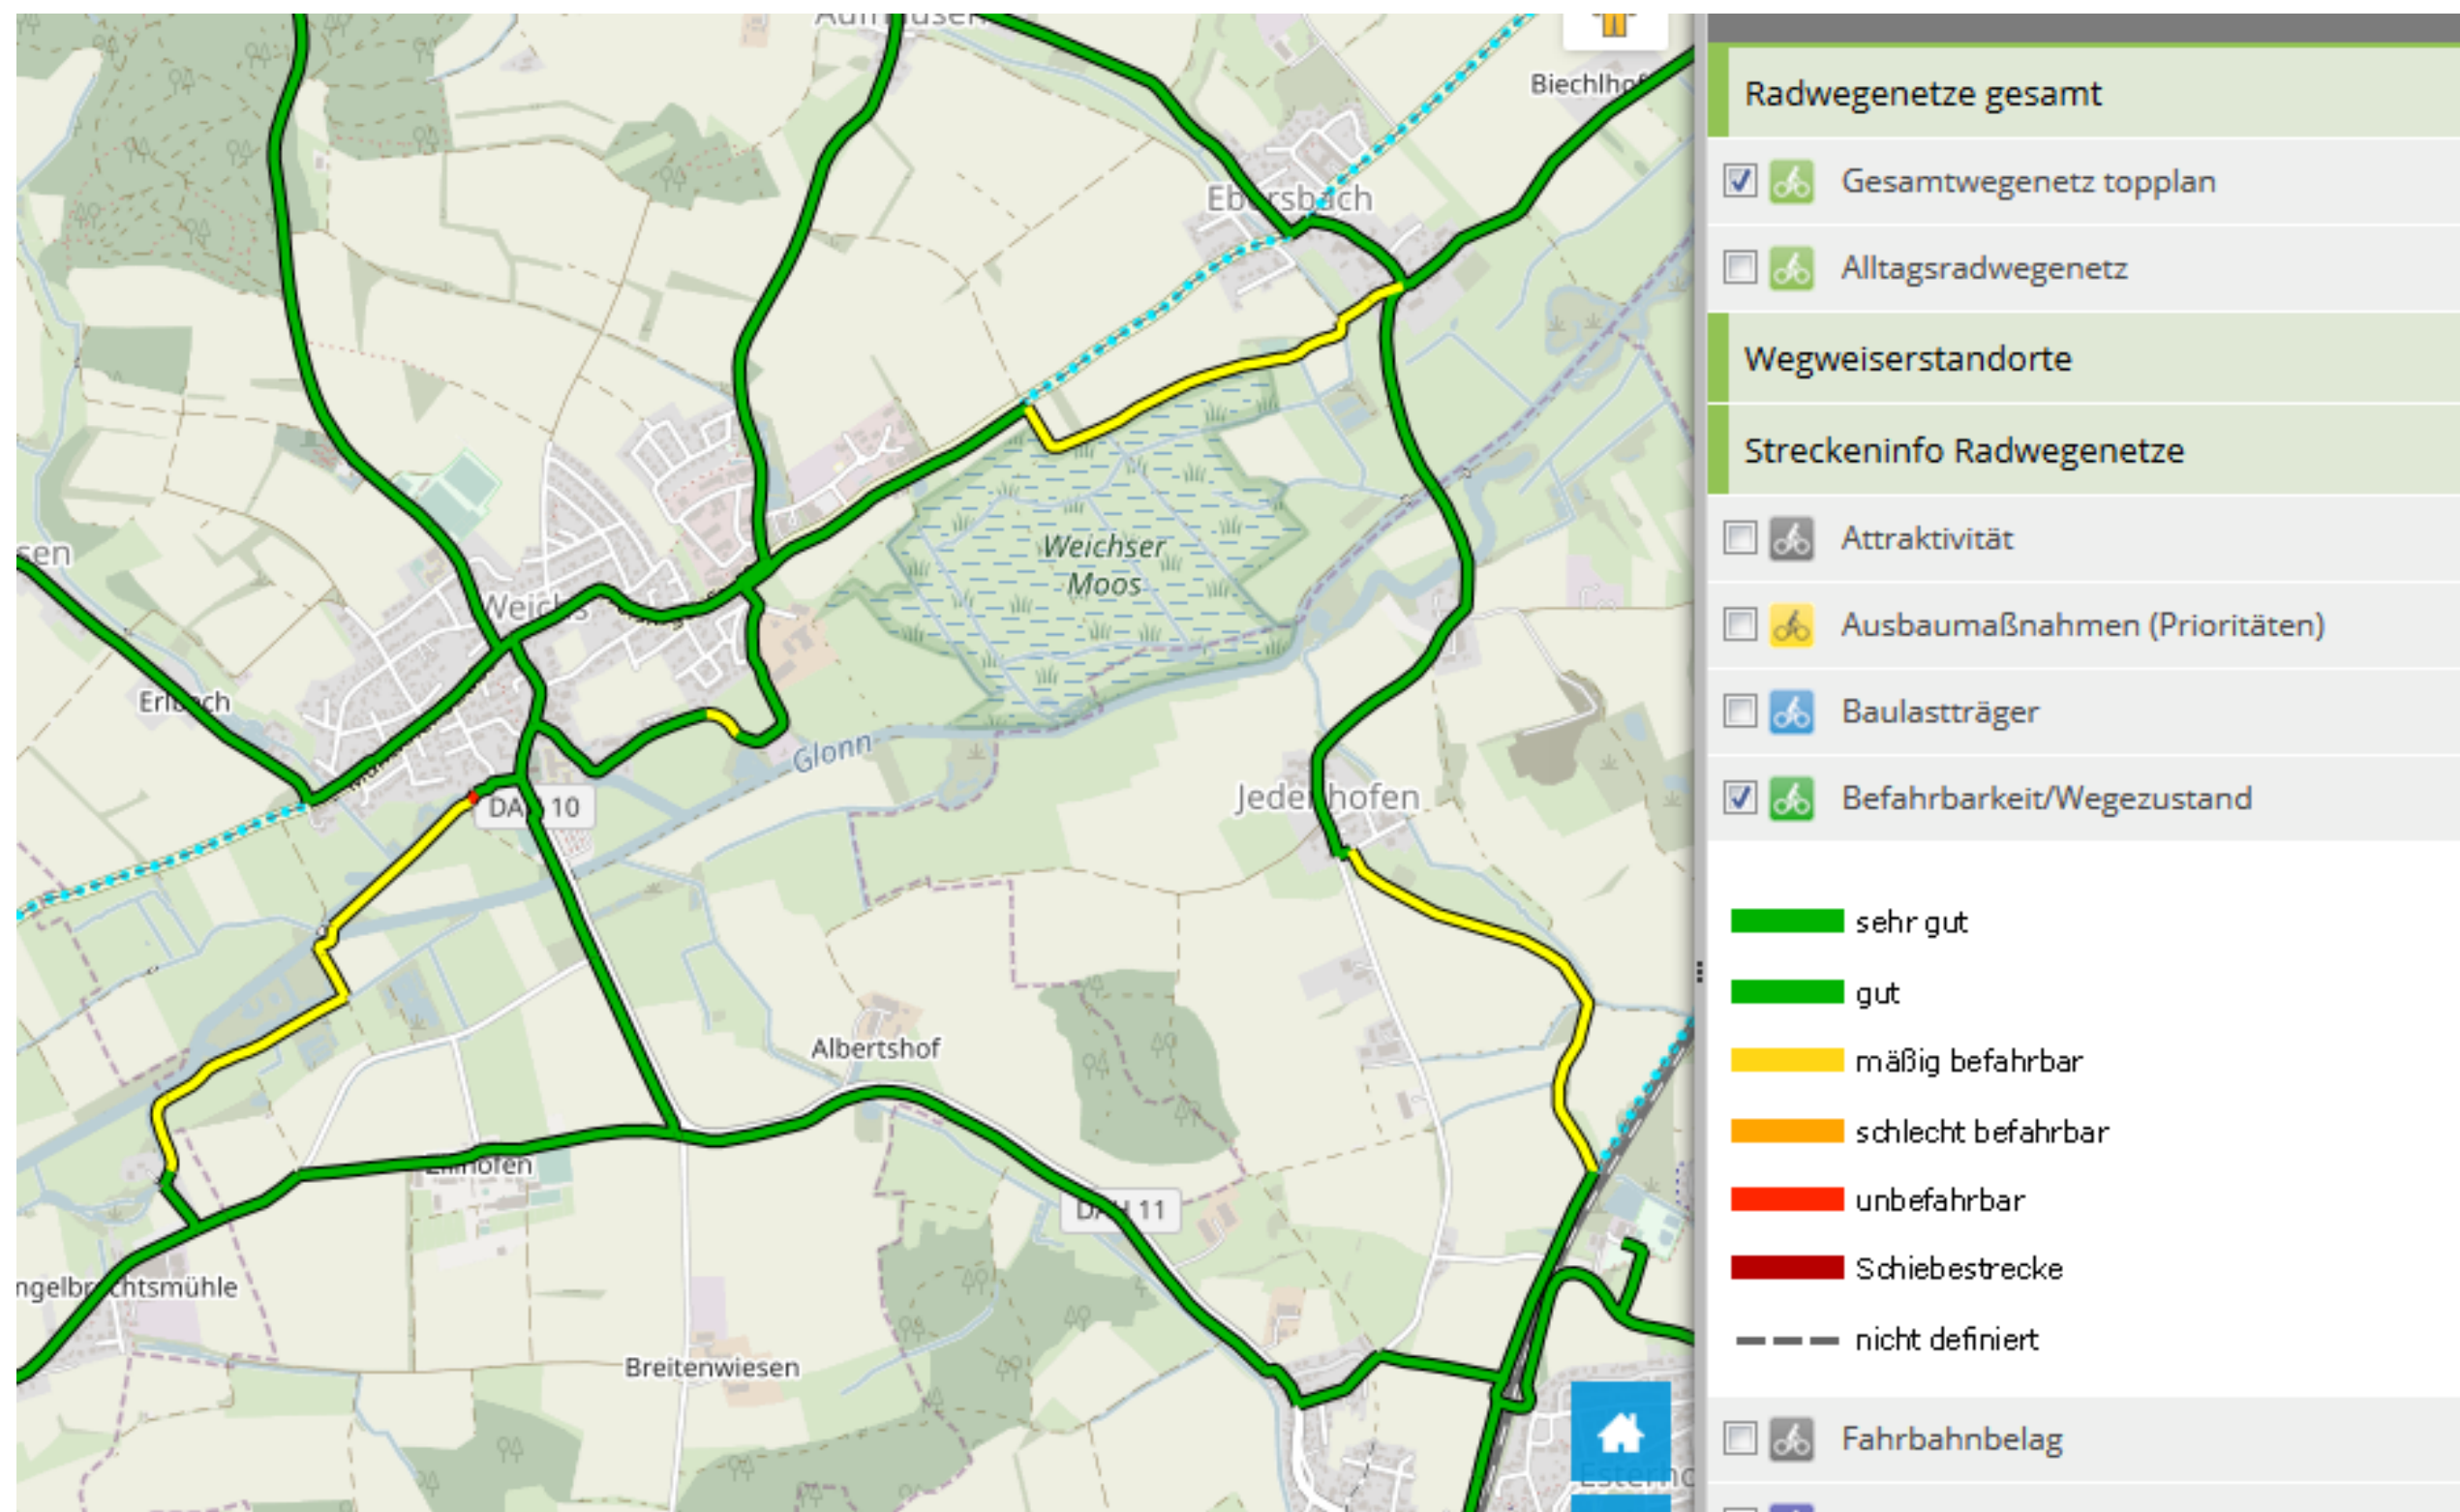 Biechlhof
Ebersbach
Weichser
Moos
Weichs
Erlbach
Glonn
DAH 10
Jedenhofen
Albertshof
DAH 11
Breitenwiesen
Radwegenetze gesamt
Gesamtwegenetz topplan
Alltagsradwegenetz
Wegweiserstandorte
Streckeninfo Radwegenetze
Attraktivität
Ausbaumaßnahmen (Prioritäten)
Baulastträger
Befahrbarkeit/Wegezustand
sehr gut
gut
mäßig befahrbar
schlecht befahrbar
unbefahrbar
Schiebestrecke
nicht definiert
Fahrbahnbelag